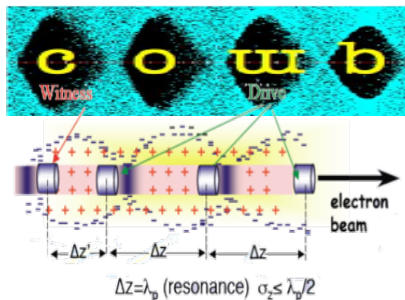 c o ш b
Witness Drive
electron
beam
Δz' Δz Δz
Δz=λp (resonance) σz≤ λp/2